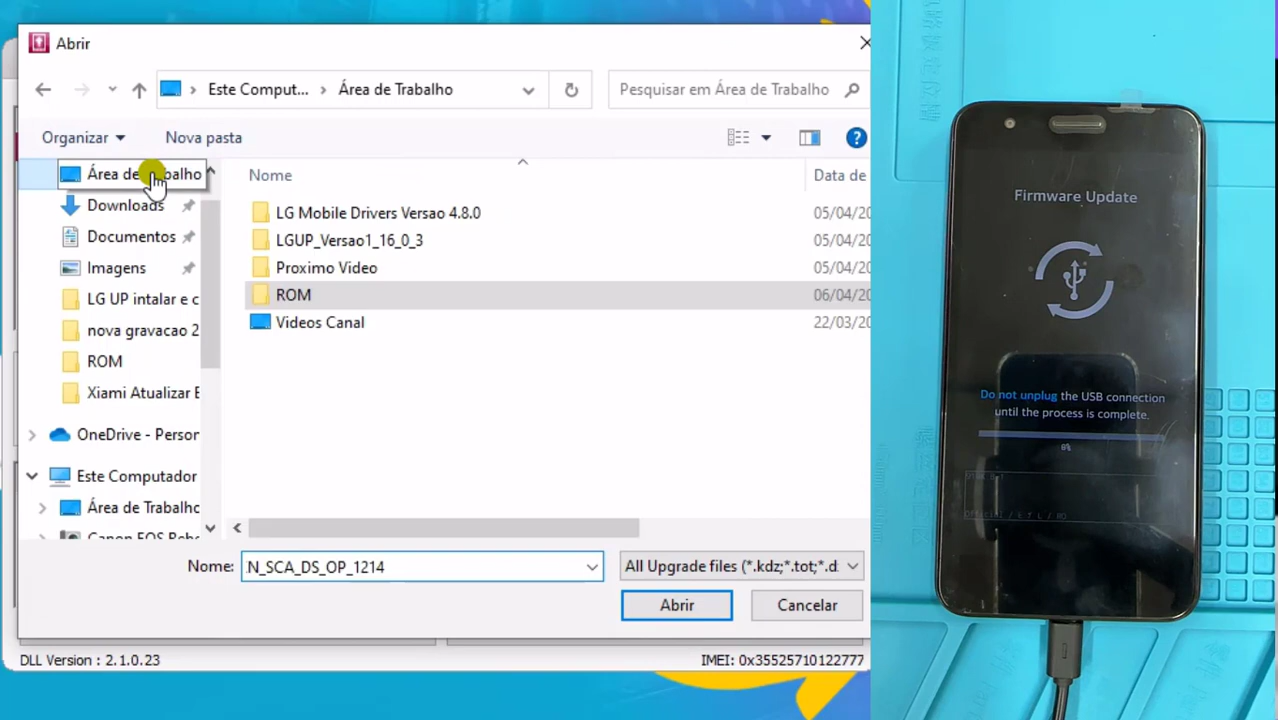 Abrir
Este Comput... > Área de Trabalho
Pesquisar em Área de Trabalho
Organizar
Nova pasta
Área de
Downloads
Documentos
Imagens
LG UP intalar e c
nova gravacao 2
ROM
Xiami Atualizar E
OneDrive - Person
Este Computador
Área de Trabalho
Canon EOS
Nome
Data de
LG Mobile Drivers Versao 4.8.0
05/04/20
LGUP_Versao1_16_0_3
05/04/20
Proximo Video
05/04/20
ROM
06/04/20
Videos Canal
22/03/20
Nome:
N_SCA_DS_OP_1214
All Upgrade files (*.kdz;*.tot;*.d
Abrir
Cancelar
DLL Version : 2.1.0.23
IMEI: 0x35525710122777
Firmware Update
Do not unplug the USB connection
until the process is complete.
0%